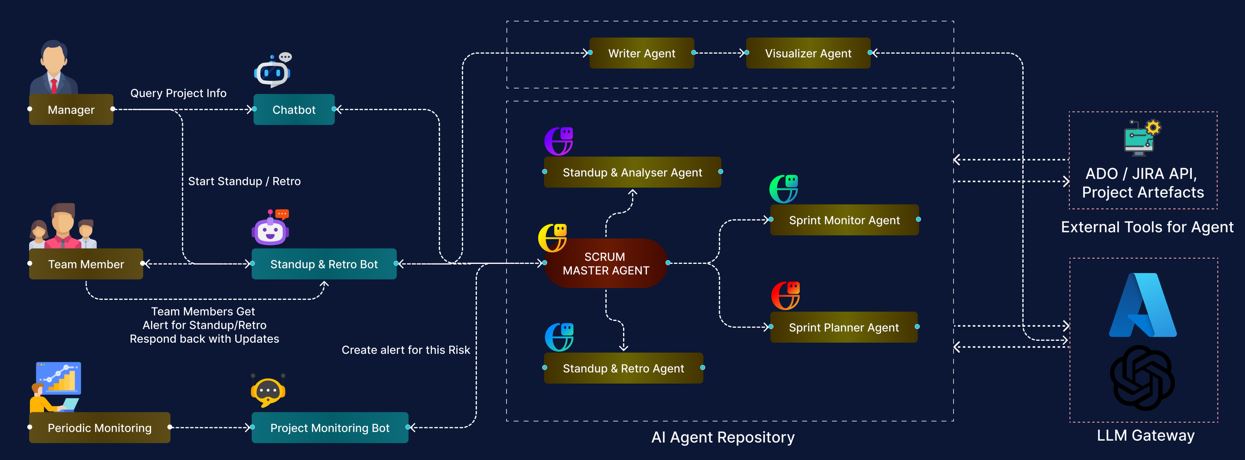 Manager
Query Project Info
Chatbot
Start Standup / Retro
Team Member
Standup & Retro Bot
Team Members Get
Alert for Standup/Retro
Respond back with Updates
Create alert for this Risk
Periodic Monitoring
Project Monitoring Bot
Writer Agent
Visualizer Agent
Standup & Analyser Agent
Sprint Monitor Agent
SCRUM
MASTER AGENT
Sprint Planner Agent
Standup & Retro Agent
AI Agent Repository
ADO / JIRA API,
Project Artefacts
External Tools for Agent
LLM Gateway